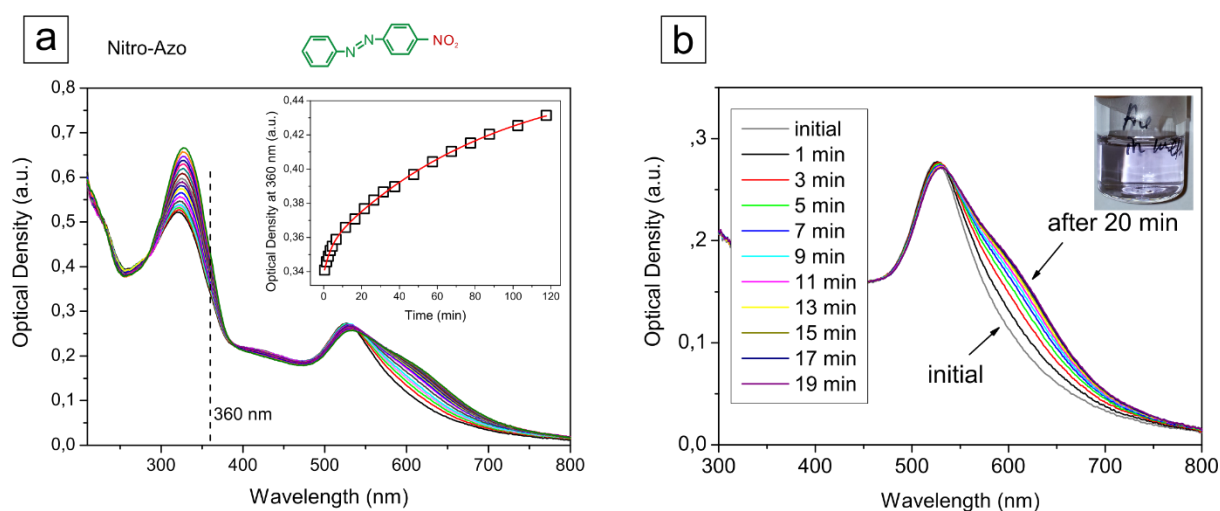 a
Nitro-Azo
N
N
NO₂
0,8
0,7
0,6
0,5
0,4
0,3
0,2
0,1
0,0
Optical Density (a.u.)
300 400 500 600 700 800
Wavelength (nm)
360 nm
0,44
0,42
0,40
0,38
0,36
0,34
Optical Density at 360 nm (a.u.)
0 20 40 60 80 100 120
Time (min)
b
,3
,2
0,1
0,0
Optical Density (a.u.)
300 400 500 600 700 800
Wavelength (nm)
initial
1 min
3 min
5 min
7 min
9 min
11 min
13 min
15 min
17 min
19 min
after 20 min
initial